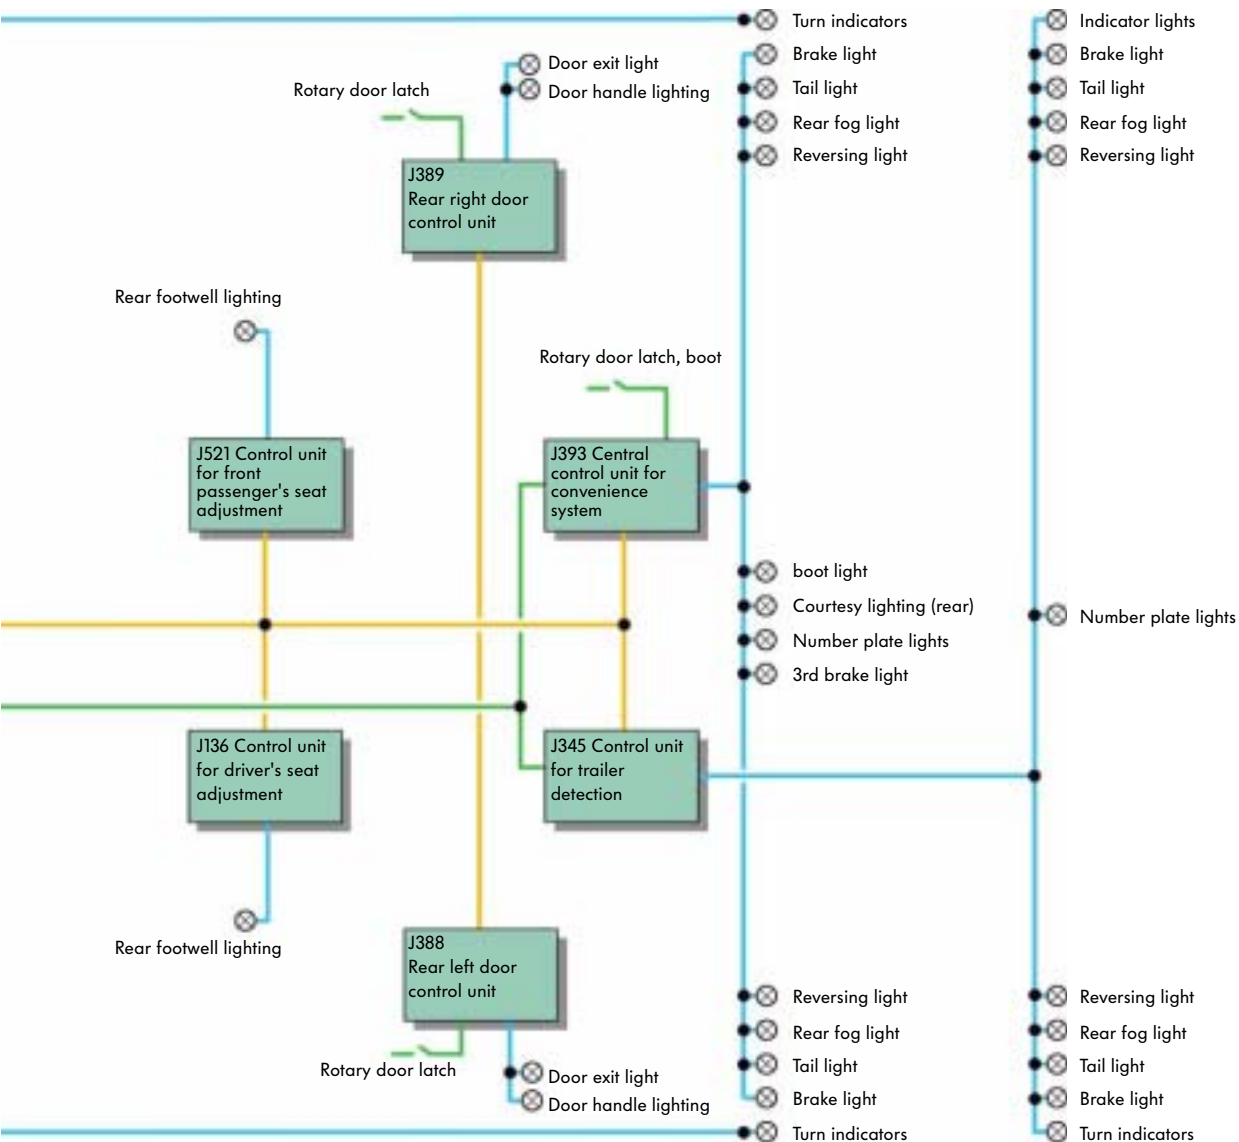 Turn indicators
Indicator lights
Brake light
Brake light
Door exit light
Rotary door latch
Door handle lighting
Tail light
Tail light
Rear fog light
Rear fog light
Reversing light
Reversing light
J389
Rear right door
control unit
Rear footwell lighting
Rotary door latch, boot
J521 Control unit
for front
passenger's seat
adjustment
J393 Central
control unit for
convenience
system
boot light
Courtesy lighting (rear)
Number plate lights
Number plate lights
3rd brake light
J136 Control unit
for driver's seat
adjustment
J345 Control unit
for trailer
detection
Rear footwell lighting
J388
Rear left door
control unit
Reversing light
Reversing light
Rear fog light
Rear fog light
Rotary door latch
Door exit light
Door handle lighting
Tail light
Tail light
Brake light
Brake light
Turn indicators
Turn indicators